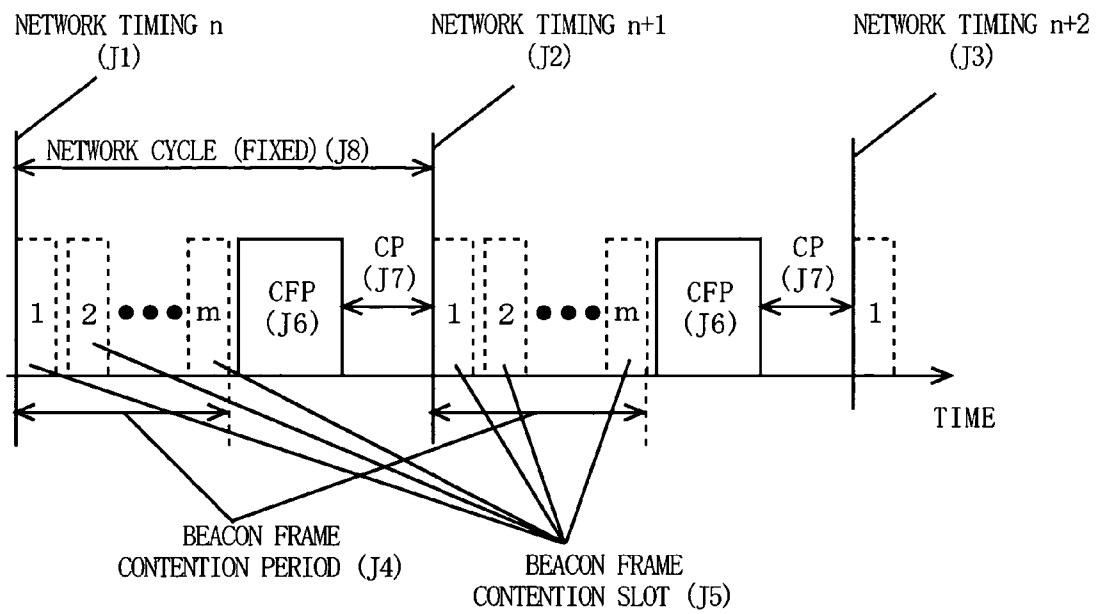 NETWORK TIMING n
(J1)
NETWORK TIMING n+1
(J2)
NETWORK TIMING n+2
(J3)
NETWORK CYCLE (FIXED) (J8)
1
2
●●●
m
CFP
(J6)
CP
(J7)
1
2
●●●
m
CFP
(J6)
CP
(J7)
1
TIME
BEACON FRAME
CONTENTION PERIOD (J4)
BEACON FRAME
CONTENTION SLOT (J5)